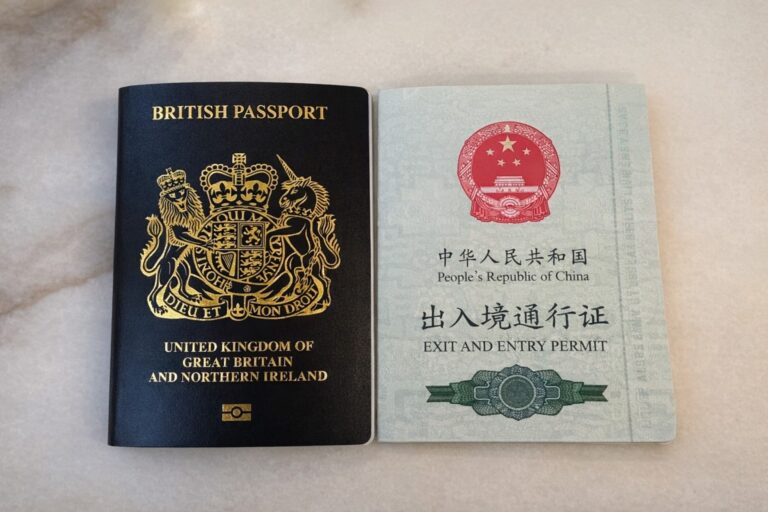 BRITISH PASSPORT
DIEU ET MON DROIT
UNITED KINGDOM OF
GREAT BRITAIN
AND NORTHERN IRELAND
中华人民共和国
People's Republic of China
出入境通行证
EXIT AND ENTRY PERMIT